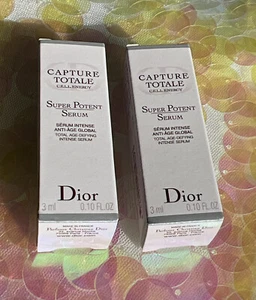 CAPTURE
TOTALE
CELL ENERGY
SUPER POTENT
SERUM
SÉRUM INTENSE
ANTI-ÂGE GLOBAL
TOTAL AGE-DEFYING
INTENSE SERUM
Dior
3 ml 0.10 FL.OZ
CAPTURE
TOTALE
CELL ENERGY
SUPER POTENT
SERUM
SÉRUM INTENSE
ANTI-ÂGE GLOBAL
TOTAL AGE-DEFYING
INTENSE SERUM
Dior
3 ml 0.10 FL.OZ